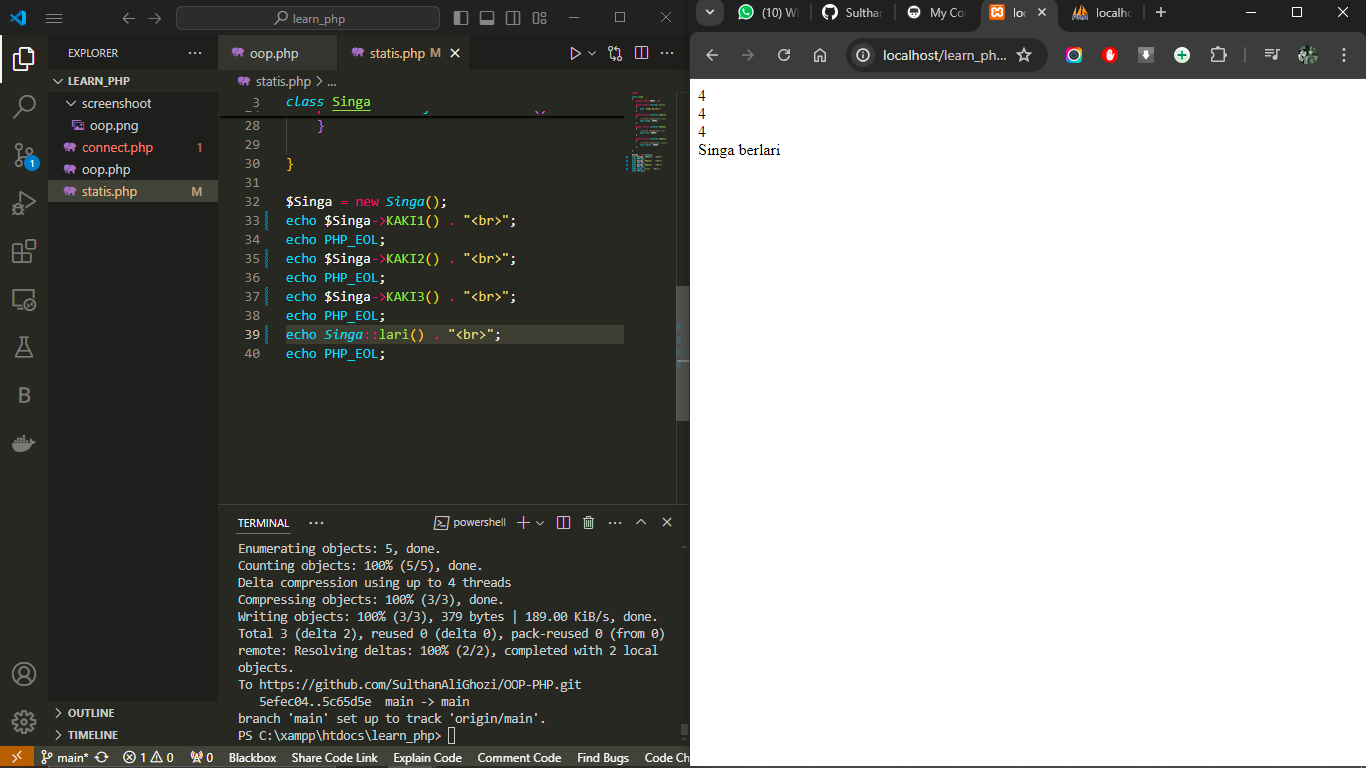 learn_php
EXPLORER
LEARN_PHP
screenshoot
oop.png
connect.php 1
oop.php
statis.php M
1
OUTLINE
TIMELINE
oop.php
statis.php M
statis.php > ...
3 class Singa
28 }
29
30 }
31
32 $Singa = new Singa();
33 echo $Singa->KAKI1() . "<br>";
34 echo PHP_EOL;
35 echo $Singa->KAKI2() . "<br>";
36 echo PHP_EOL;
37 echo $Singa->KAKI3() . "<br>";
38 echo PHP_EOL;
39 echo Singa::lari() . "<br>";
40 echo PHP_EOL;
TERMINAL
powershell
Enumerating objects: 5, done.
Counting objects: 100% (5/5), done.
Delta compression using up to 4 threads
Compressing objects: 100% (3/3), done.
Writing objects: 100% (3/3), 379 bytes | 189.00 KiB/s, done.
Total 3 (delta 2), reused 0 (delta 0), pack-reused 0 (from 0)
remote: Resolving deltas: 100% (2/2), completed with 2 local
objects.
To https://github.com/SulthanAliGhozi/OOP-PHP.git
5efec04..5c65d5e  main -> main
branch 'main' set up to track 'origin/main'.
PS C:\xampp\htdocs\learn_php>
main* 1 0 0 Blackbox Share Code Link Explain Code Comment Code Find Bugs Code Ch
(10) W Sulthan My Co lo localho
localhost/learn_ph...
4
4
4
Singa berlari